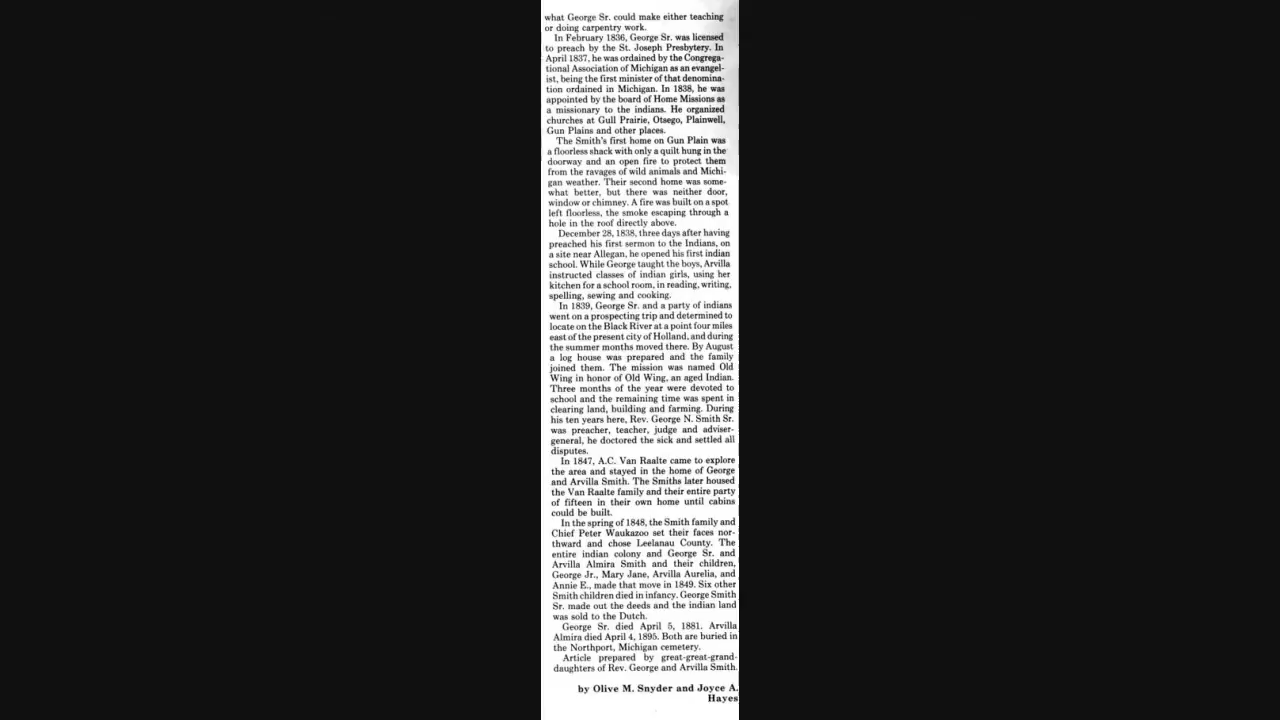 what George Sr. could make either teaching
or doing carpentry work.
In February 1836, George Sr. was licensed
to preach by the St. Joseph Presbytery. In
April 1837, he was ordained by the Congrega-
tional Association of Michigan as an evangel-
ist, being the first minister of that denomina-
tion ordained in Michigan. In 1838, he was
appointed by the board of Home Missions as
a missionary to the indians. He organized
churches at Gull Prairie, Otsego, Plainwell,
Gun Plains and other places.
The Smith's first home on Gun Plain was
a floorless shack with only a quilt hung in the
doorway and an open fire to protect them
from the ravages of wild animals and Michi-
gan weather. Their second home was some-
what better, but there was neither door,
window or chimney. A fire was built on a spot
left floorless, the smoke escaping through a
hole in the roof directly above.
December 28, 1838, three days after having
preached his first sermon to the Indians, on
a site near Allegan, he opened his first indian
school. While George taught the boys, Arvilla
instructed classes of indian girls, using her
kitchen for a school room, in reading, writing,
spelling, sewing and cooking.
In 1839, George Sr. and a party of indians
went on a prospecting trip and determined to
locate on the Black River at a point four miles
east of the present city of Holland, and during
the summer months moved there. By August
a log house was prepared and the family
joined them. The mission was named Old
Wing in honor of Old Wing, an aged Indian.
Three months of the year were devoted to
school and the remaining time was spent in
clearing land, building and farming. During
his ten years here, Rev. George N. Smith Sr.
was preacher, teacher, judge and adviser-
general, he doctored the sick and settled all
disputes.
In 1847, A.C. Van Raalte came to explore
the area and stayed in the home of George
and Arvilla Smith. The Smiths later housed
the Van Raalte family and their entire party
of fifteen in their own home until cabins
could be built.
In the spring of 1848, the Smith family and
Chief Peter Waukazoo set their faces nor-
thward and chose Leelanau County. The
entire indian colony and George Sr. and
Arvilla Almira Smith and their children,
George Jr., Mary Jane, Arvilla Aurelia, and
Annie E., made that move in 1849. Six other
Smith children died in infancy. George Smith
Sr. made out the deeds and the indian land
was sold to the Dutch.
George Sr. died April 5, 1881. Arvilla
Almira died April 4, 1895. Both are buried in
the Northport, Michigan cemetery.
Article prepared by great-great-grand-
daughters of Rev. George and Arvilla Smith.
by Olive M. Snyder and Joyce A.
Hayes